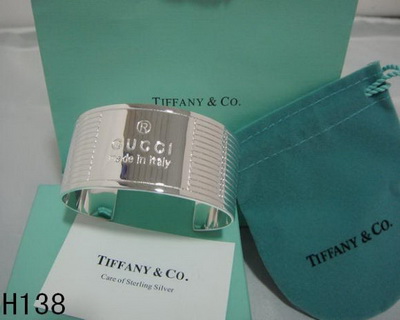 TIFFANY & CO.
®
GUCCI
made in italy
TIFFANY & CO.
TIFFANY & CO.
Care of Sterling Silver
H138